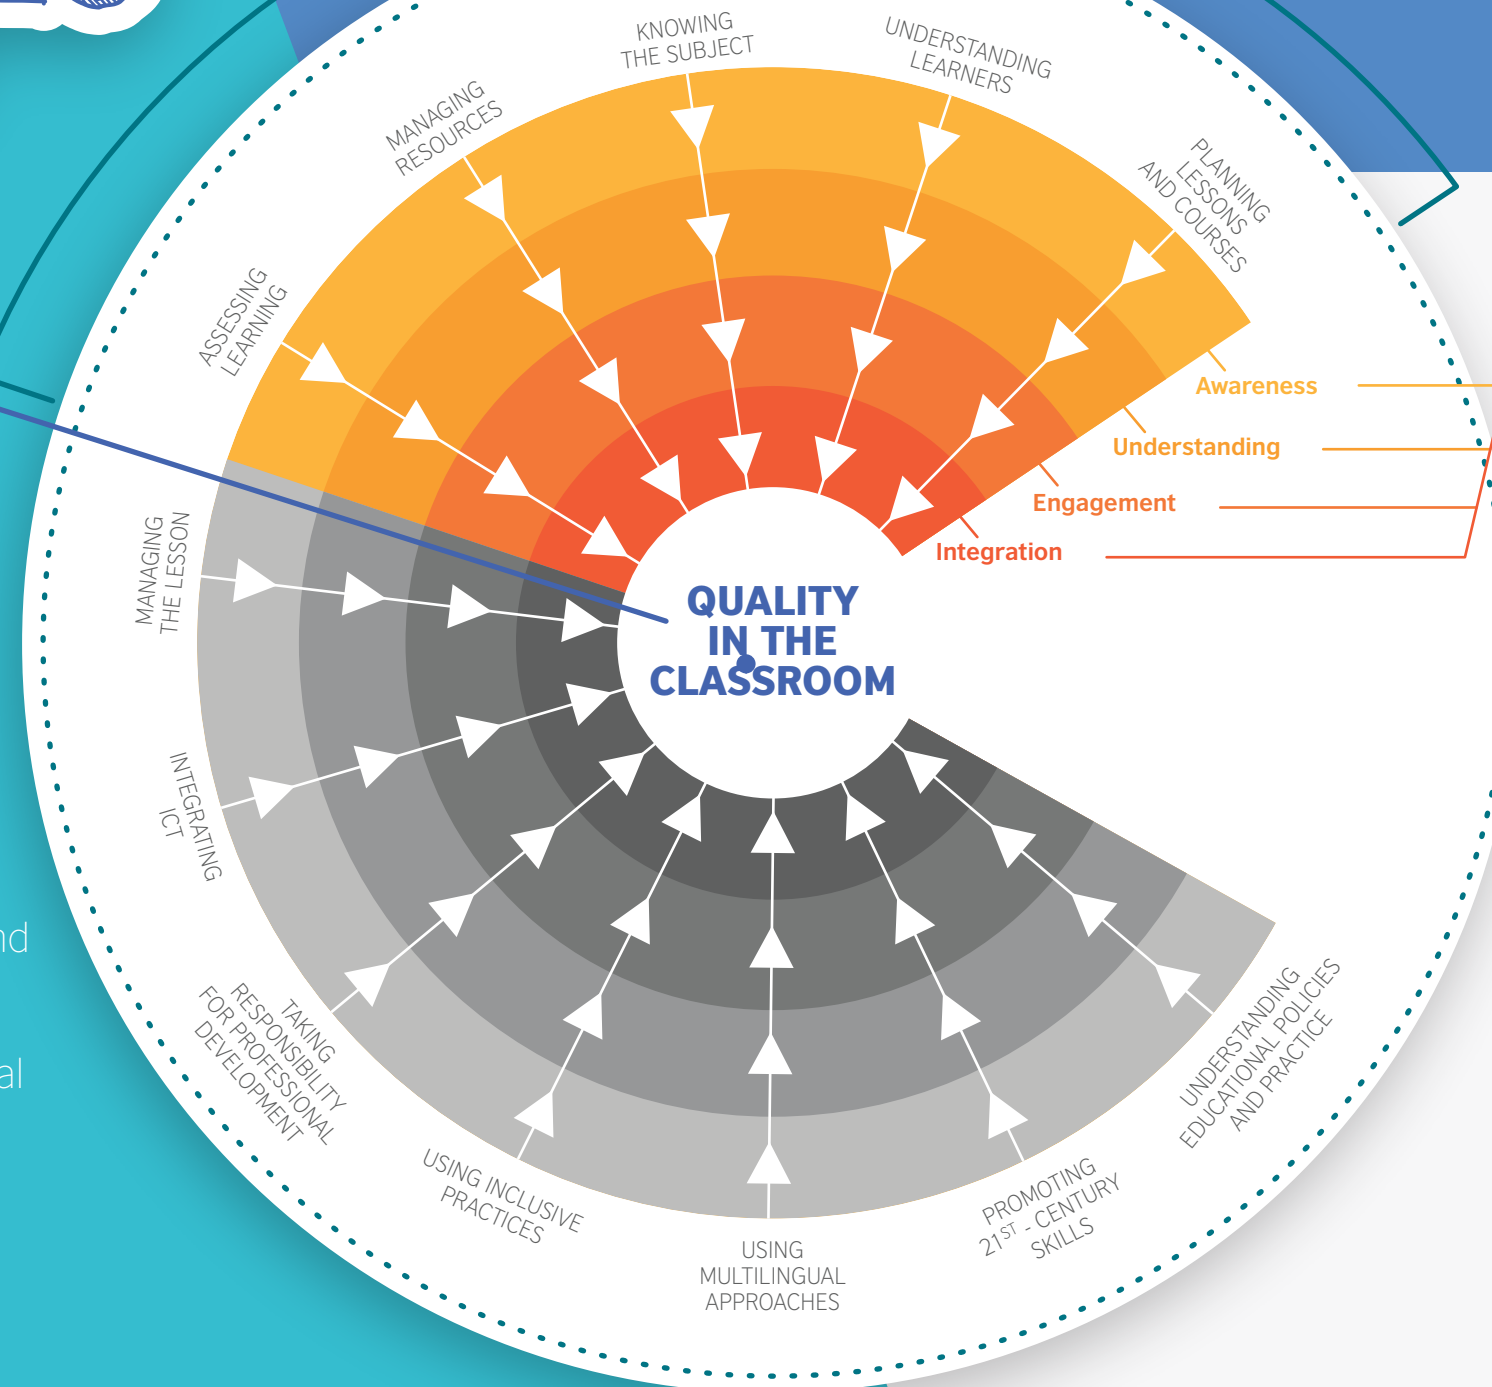 KNOWING
THE SUBJECT
UNDERSTANDING
LEARNERS
MANAGING
RESOURCES
PLANNING
LESSONS
AND COURSES
ASSESSING
LEARNING
Awareness
Understanding
Engagement
Integration
MANAGING
THE LESSON
QUALITY
IN THE
CLASSROOM
INTEGRATING
ICT
nd
al
TAKING
RESPONSIBILITY
FOR PROFESSIONAL
DEVELOPMENT
USING INCLUSIVE
PRACTICES
USING
MULTILINGUAL
APPROACHES
PROMOTING
21ST - CENTURY
SKILLS
UNDERSTANDING
EDUCATIONAL POLICIES
AND PRACTICE